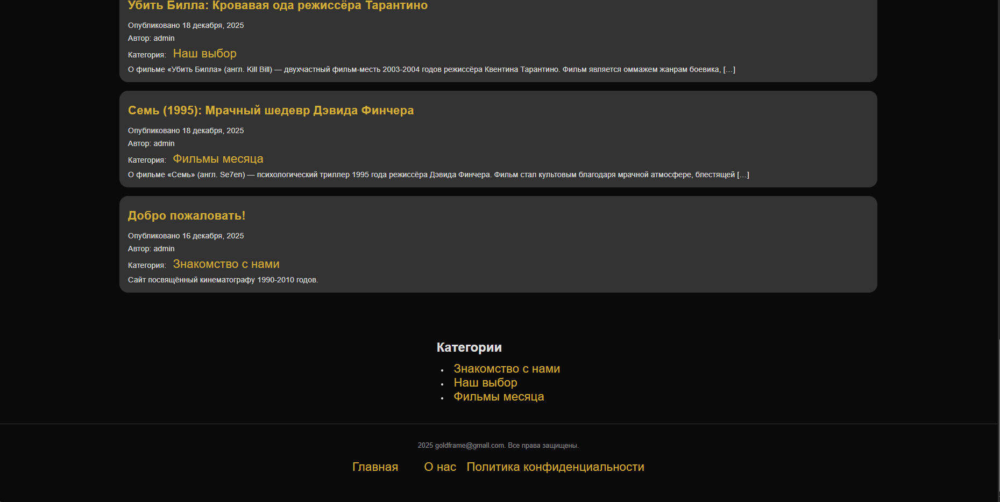 Убить Билла: Кровавая ода режиссёра Тарантино
Опубликовано 18 декабря, 2025
Автор: admin
Категория: Наш выбор
О фильме «Убить Билла» (англ. Kill Bill) — двухчастный фильм-месть 2003-2004 годов режиссёра Квентина Тарантино. Фильм является оммажем жанрам боевика, […]
Семь (1995): Мрачный шедевр Дэвида Финчера
Опубликовано 18 декабря, 2025
Автор: admin
Категория: Фильмы месяца
О фильме «Семь» (англ. Se7en) — психологический триллер 1995 года режиссёра Дэвида Финчера. Фильм стал культовым благодаря мрачной атмосфере, блестящей […]
Добро пожаловать!
Опубликовано 16 декабря, 2025
Автор: admin
Категория: Знакомство с нами
Сайт посвящённый кинематографу 1990-2010 годов.
Категории
Знакомство с нами
Наш выбор
Фильмы месяца
2025 goldframe@gmail.com. Все права защищены.
Главная О нас Политика конфиденциальности